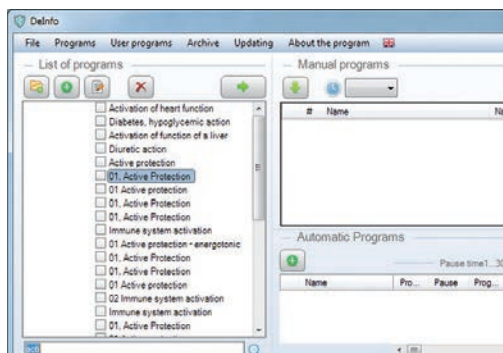 DeInfo
File Programs User programs Archive Updating About the program
List of programs
Manual programs
Activation of heart function
Diabetes, hypoglycemic action
Activation of function of a liver
Diuretic action
Active protection
01, Active Protection
01 Active protection
01, Active Protection
01, Active Protection
Immune system activation
01 Active protection - energotonic
01, Active Protection
01, Active Protection
01 Active protection
02 Immune system activation
Immune system activation
01, Active Protection
# Name
Automatic Programs
Pause time1...30
Name Pro... Pause Prog...